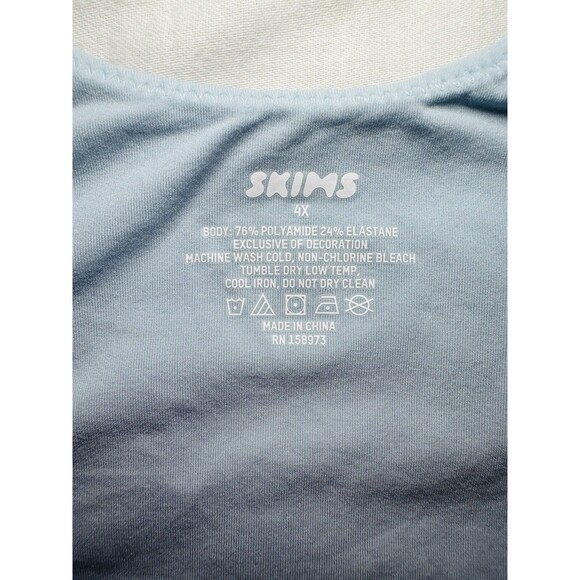 SKIMS
4X
BODY: 76% POLYAMIDE 24% ELASTANE
EXCLUSIVE OF DECORATION
MACHINE WASH COLD, NON-CHLORINE BLEACH
TUMBLE DRY LOW TEMP,
COOL IRON, DO NOT DRY CLEAN
MADE IN CHINA
RN 158973